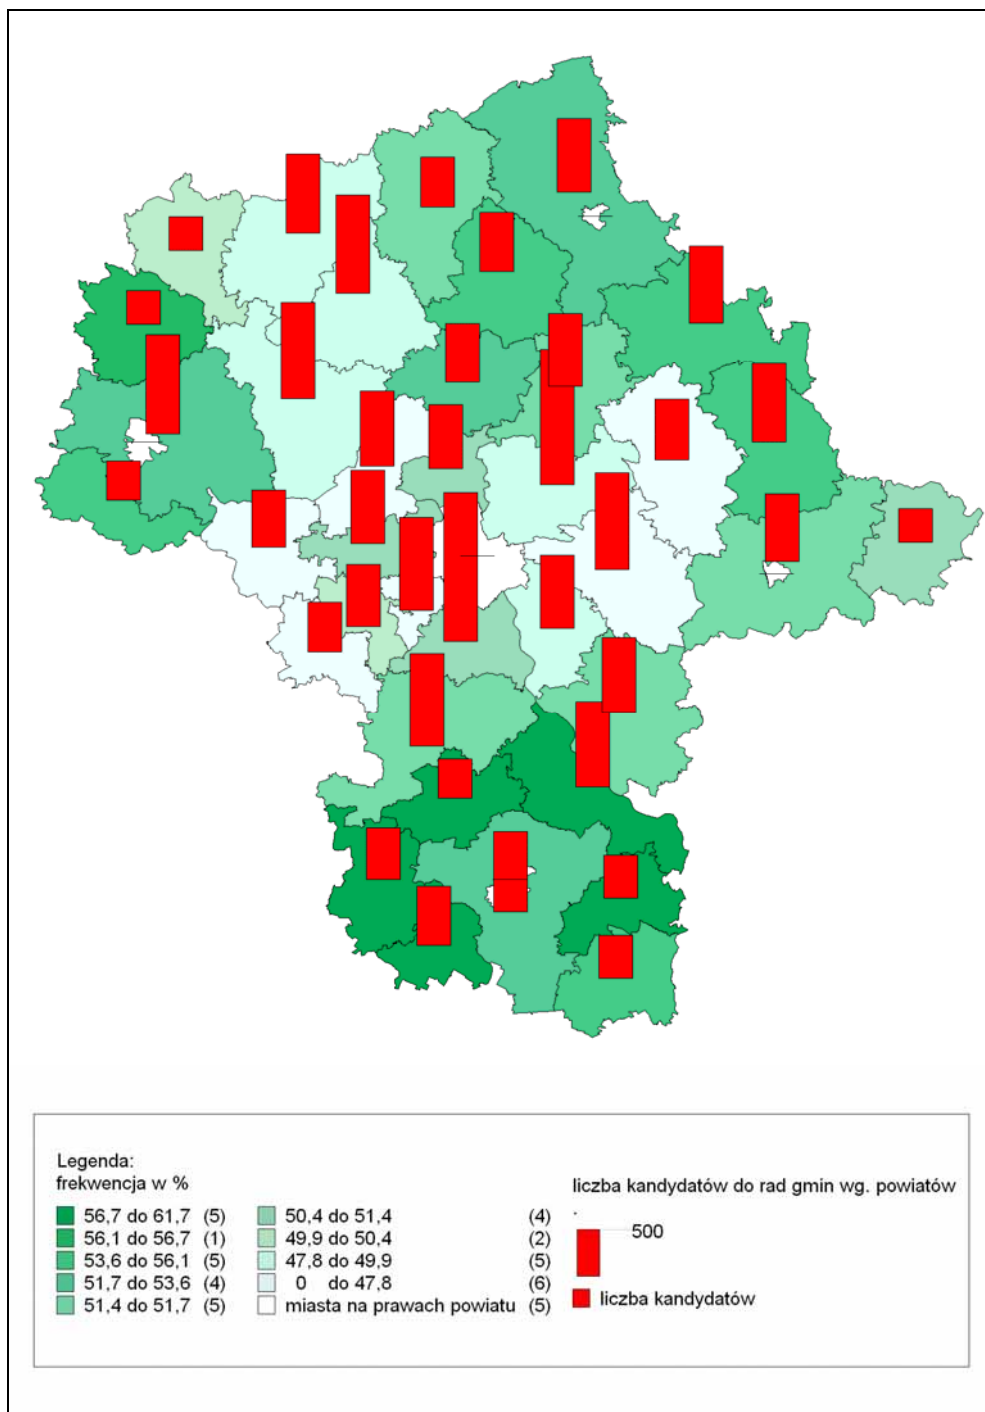 Legenda:
frekwencja w %
56,7 do 61,7 (5)
56,1 do 56,7 (1)
53,6 do 56,1 (5)
51,7 do 53,6 (4)
51,4 do 51,7 (5)
50,4 do 51,4 (4)
49,9 do 50,4 (2)
47,8 do 49,9 (5)
0 do 47,8 (6)
miasta na prawach powiatu (5)
liczba kandydatów do rad gmin wg. powiatów
500
liczba kandydatów